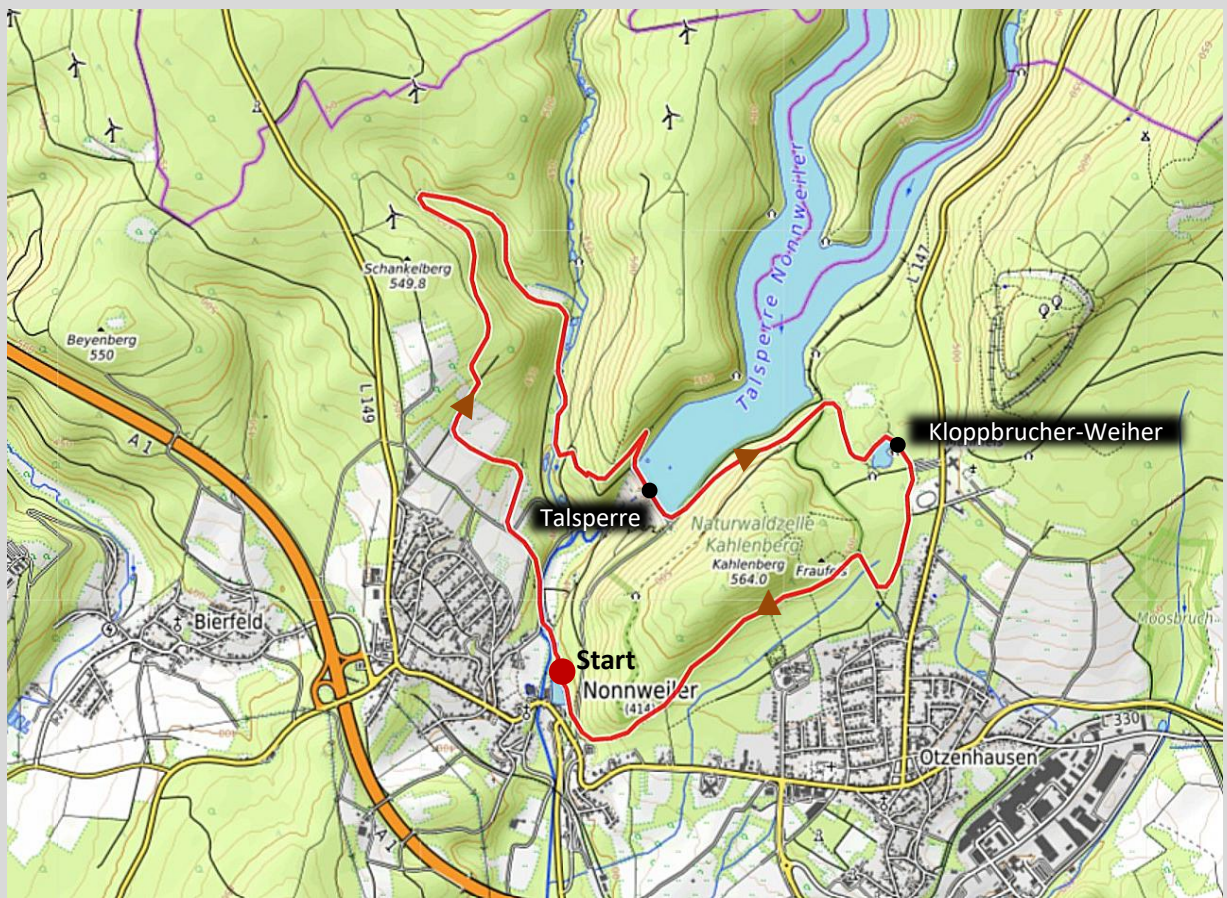 Talsperre Nonnweiler
Schankelberg
549.8
Beyenberg
550
L 149
L 147
A 1
Kloppbrucher-Weiher
Talsperre
Naturwaldzelle
Kahlenberg
Kahlenberg
564.0
Fraufels
Bierfeld
Moosbruch
Start
Nonnweiler
(414)
L 330
Otzenhausen
A 1